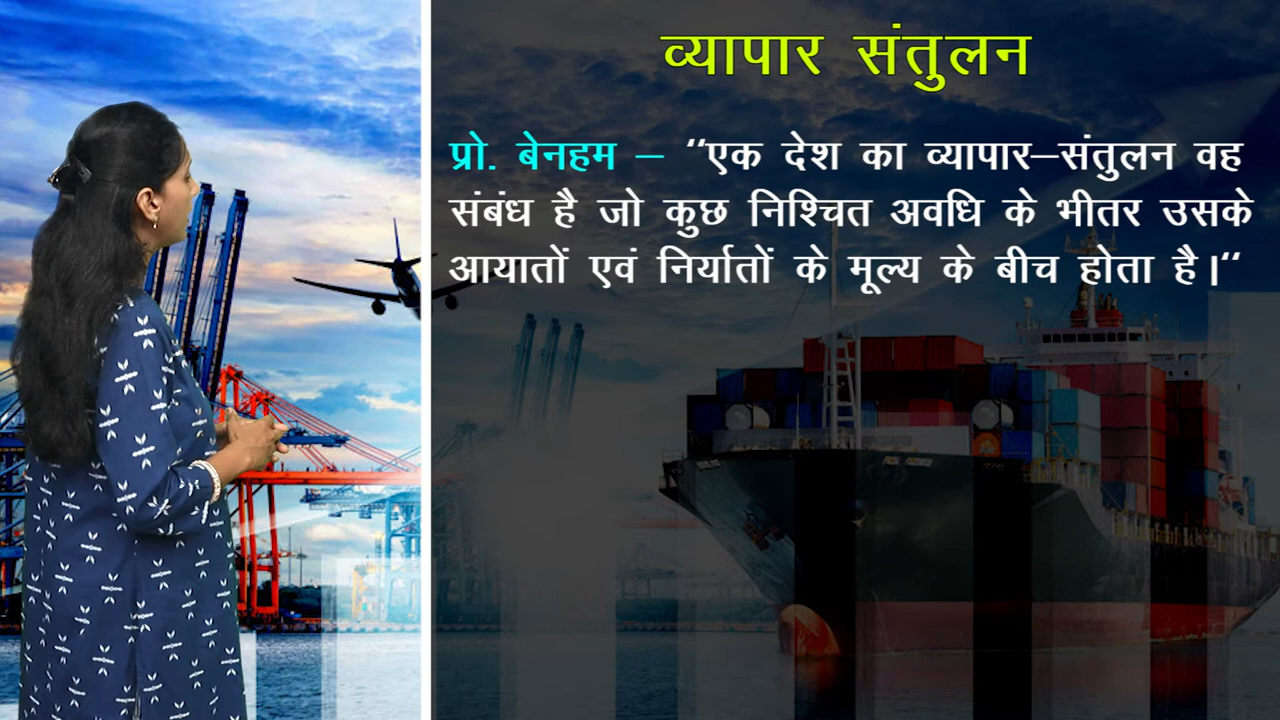 व्यापार संतुलन
प्रो. बेनहम – “एक देश का व्यापार–संतुलन वह
संबंध है जो कुछ निश्चित अवधि के भीतर उसके
आयातों एवं निर्यातों के मूल्य के बीच होता है।“